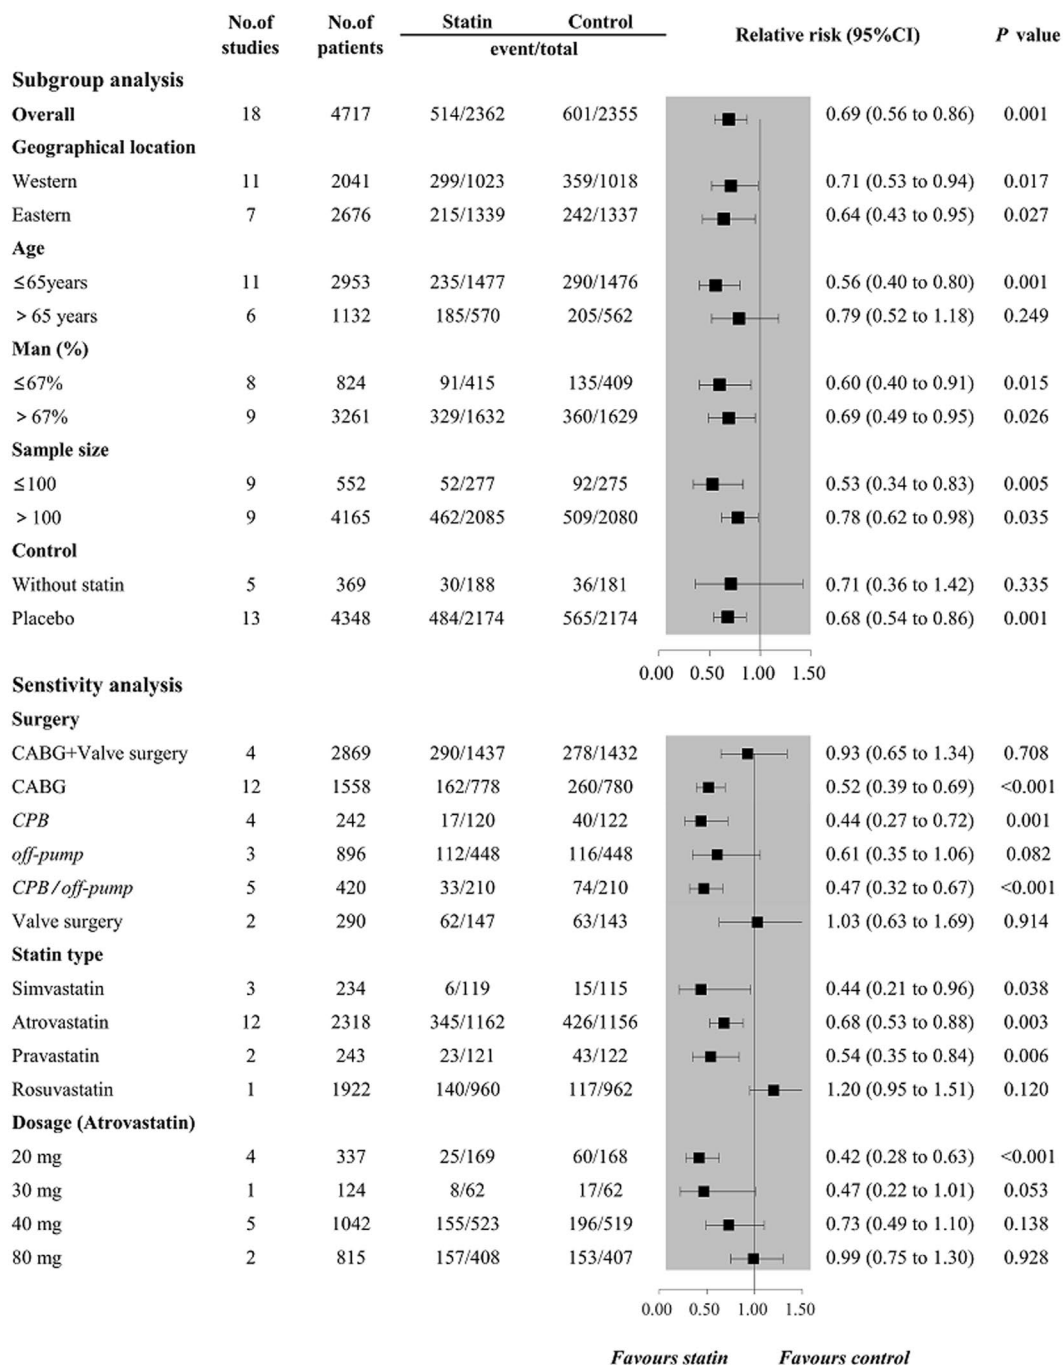 No.of No.of Statin Control Relative risk (95%CI) P value
studies patients event/total
Subgroup analysis
Overall 18 4717 514/2362 601/2355 0.69 (0.56 to 0.86) 0.001
Geographical location
Western 11 2041 299/1023 359/1018 0.71 (0.53 to 0.94) 0.017
Eastern 7 2676 215/1339 242/1337 0.64 (0.43 to 0.95) 0.027
Age
≤65years 11 2953 235/1477 290/1476 0.56 (0.40 to 0.80) 0.001
> 65 years 6 1132 185/570 205/562 0.79 (0.52 to 1.18) 0.249
Man (%)
≤67% 8 824 91/415 135/409 0.60 (0.40 to 0.91) 0.015
> 67% 9 3261 329/1632 360/1629 0.69 (0.49 to 0.95) 0.026
Sample size
≤100 9 552 52/277 92/275 0.53 (0.34 to 0.83) 0.005
> 100 9 4165 462/2085 509/2080 0.78 (0.62 to 0.98) 0.035
Control
Without statin 5 369 30/188 36/181 0.71 (0.36 to 1.42) 0.335
Placebo 13 4348 484/2174 565/2174 0.68 (0.54 to 0.86) 0.001
0.00 0.50 1.00 1.50
Senstivity analysis
Surgery
CABG+Valve surgery 4 2869 290/1437 278/1432 0.93 (0.65 to 1.34) 0.708
CABG 12 1558 162/778 260/780 0.52 (0.39 to 0.69) <0.001
CPB 4 242 17/120 40/122 0.44 (0.27 to 0.72) 0.001
off-pump 3 896 112/448 116/448 0.61 (0.35 to 1.06) 0.082
CPB/off-pump 5 420 33/210 74/210 0.47 (0.32 to 0.67) <0.001
Valve surgery 2 290 62/147 63/143 1.03 (0.63 to 1.69) 0.914
Statin type
Simvastatin 3 234 6/119 15/115 0.44 (0.21 to 0.96) 0.038
Atrovastatin 12 2318 345/1162 426/1156 0.68 (0.53 to 0.88) 0.003
Pravastatin 2 243 23/121 43/122 0.54 (0.35 to 0.84) 0.006
Rosuvastatin 1 1922 140/960 117/962 1.20 (0.95 to 1.51) 0.120
Dosage (Atrovastatin)
20 mg 4 337 25/169 60/168 0.42 (0.28 to 0.63) <0.001
30 mg 1 124 8/62 17/62 0.47 (0.22 to 1.01) 0.053
40 mg 5 1042 155/523 196/519 0.73 (0.49 to 1.10) 0.138
80 mg 2 815 157/408 153/407 0.99 (0.75 to 1.30) 0.928
0.00 0.50 1.00 1.50
Favours statin Favours control